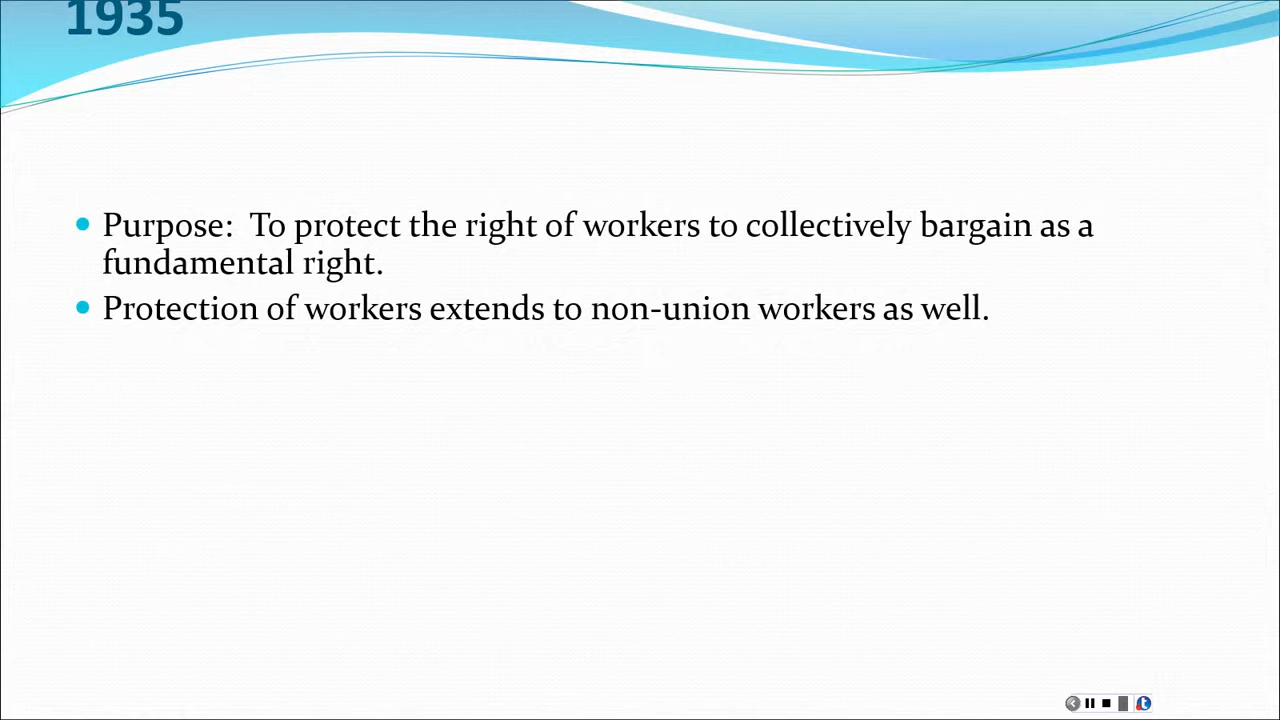 1935
Purpose:  To protect the right of workers to collectively bargain as a
fundamental right.
Protection of workers extends to non-union workers as well.